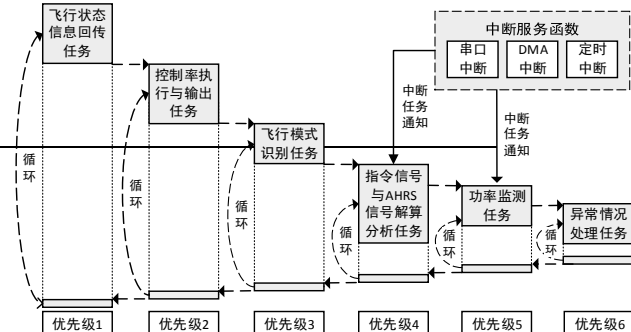 飞行状态
信息回传
任务
控制率执
行与输出
任务
飞行模式
识别任务
指令信号
与AHRS
信号解算
分析任务
功率监测
任务
异常情况
处理任务
中断服务函数
串口
中断
DMA
中断
定时
中断
中断
任务
通知
中断
任务
通知
循
环
循
环
循
环
循
环
循
环
循
环
优先级1
优先级2
优先级3
优先级4
优先级5
优先级6